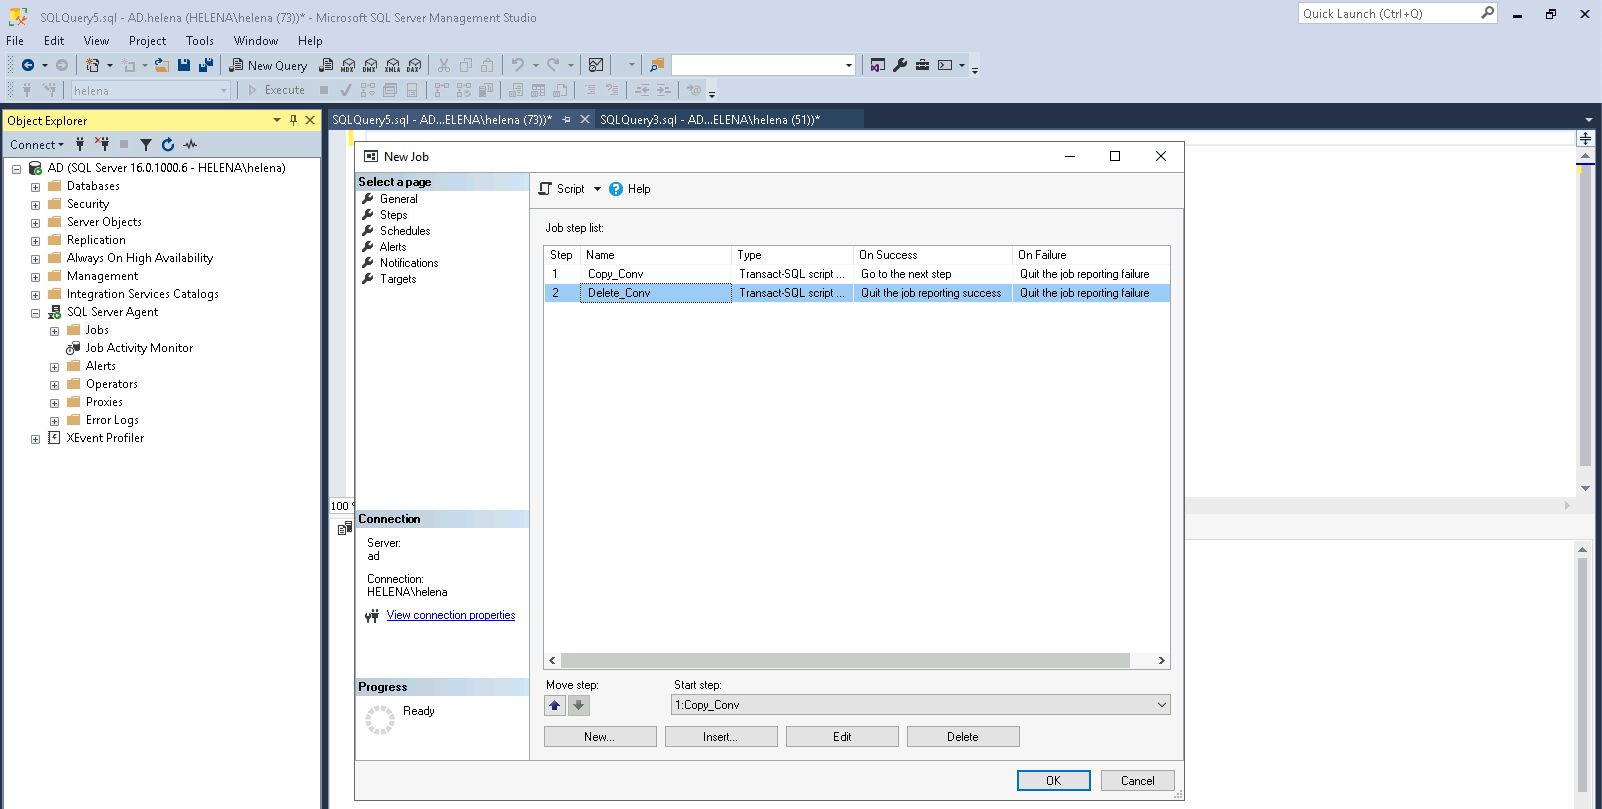 SQLQuery5.sql - AD.helena (HELENA\helena (73))* - Microsoft SQL Server Management Studio
Quick Launch (Ctrl+Q)
File Edit View Project Tools Window Help
New Query MDX DMX XMLA DAX
helena Execute
Object Explorer
SQLQuery5.sql - AD...ELENA\helena (73))* SQLQuery3.sql - AD...ELENA\helena (51))*
Connect
AD (SQL Server 16.0.1000.6 - HELENA\helena)
Databases
Security
Server Objects
Replication
Always On High Availability
Management
Integration Services Catalogs
SQL Server Agent
Jobs
Job Activity Monitor
Alerts
Operators
Proxies
Error Logs
XEvent Profiler
100 %
New Job
Select a page
General
Steps
Schedules
Alerts
Notifications
Targets
Connection
Server:
ad
Connection:
HELENA\helena
View connection properties
Progress
Ready
Script Help
Job step list:
Step Name Type On Success On Failure
1 Copy_Conv Transact-SQL script ... Go to the next step Quit the job reporting failure
2 Delete_Conv Transact-SQL script ... Quit the job reporting success Quit the job reporting failure
Move step: Start step:
1:Copy_Conv
New... Insert... Edit Delete
OK Cancel